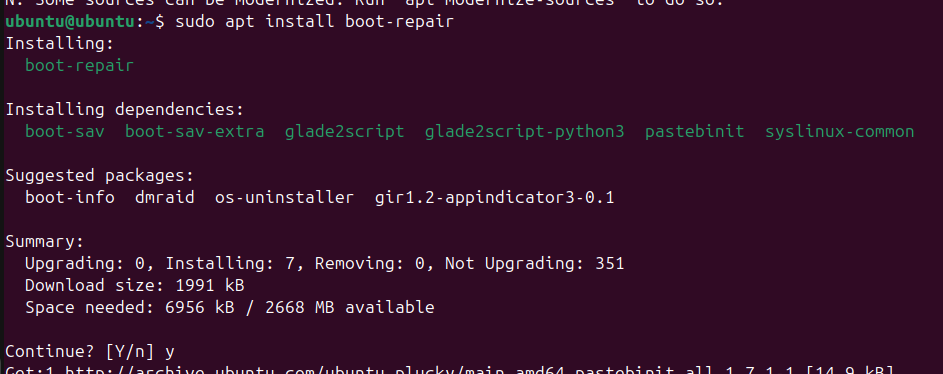 N: Some sources can be modernized. Run 'apt modernize-sources' to do so.
ubuntu@ubuntu:~$ sudo apt install boot-repair
Installing:
boot-repair
Installing dependencies:
boot-sav boot-sav-extra glade2script glade2script-python3 pastebinit syslinux-common
Suggested packages:
boot-info dmraid os-uninstaller gir1.2-appindicator3-0.1
Summary:
Upgrading: 0, Installing: 7, Removing: 0, Not Upgrading: 351
Download size: 1991 kB
Space needed: 6956 kB / 2668 MB available
Continue? [Y/n] y
Get:1 http://archive.ubuntu.com/ubuntu plucky/main amd64 pastebinit all 1.7.1-1 [14.9 kB]